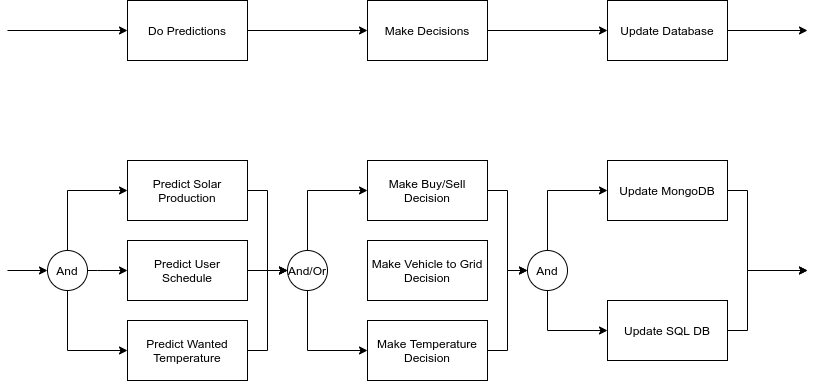 Do Predictions
Make Decisions
Update Database
Predict Solar
Production
Make Buy/Sell
Decision
Update MongoDB
And
Predict User
Schedule
And/Or
Make Vehicle to Grid
Decision
And
Predict Wanted
Temperature
Make Temperature
Decision
Update SQL DB